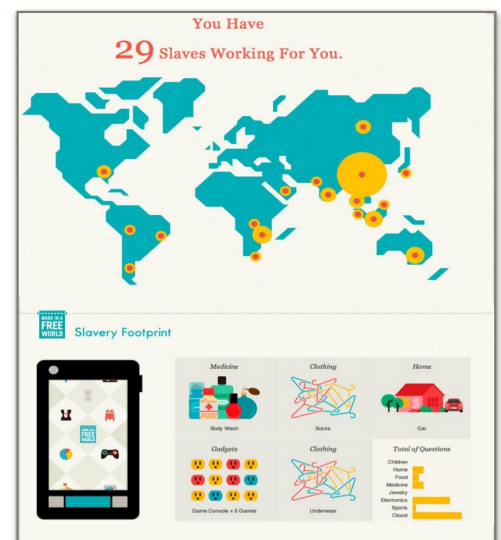 You Have
29 Slaves Working For You.
MADE IN A
FREE
WORLD
Slavery Footprint
MADE IN A
FREE
WORLD
Medicine
Body Wash
Clothing
Socks
Home
Car
Gadgets
Game Console + 5 Games
Clothing
Underwear
Total of Questions
Children
Home
Food
Medicine
Jewelry
Electronics
Sports
Closet